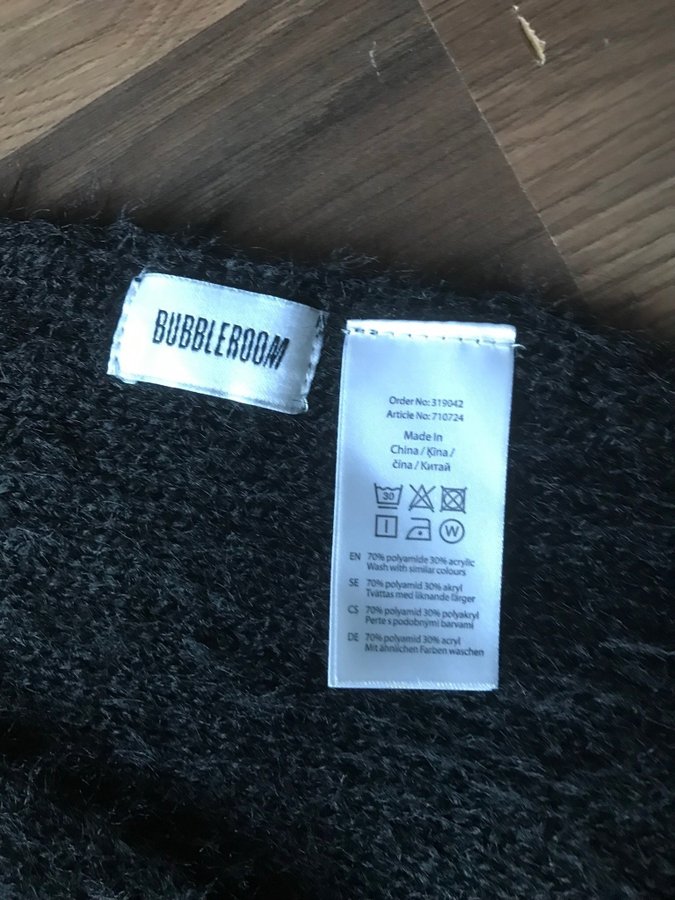 BUBBLEROOM
Order No: 319042
Article No: 710724
Made in
China / Ķīna /
čína / Китай
30
W
EN 70% polyamide 30% acrylic
Wash with similar colours
SE 70% polyamid 30% akryl
Tvättas med liknande färger
CS 70% polyamid 30% polyakryl
Perte s podobnými barvami
DE 70% polyamid 30% acryl
Mit ähnlichen Farben waschen